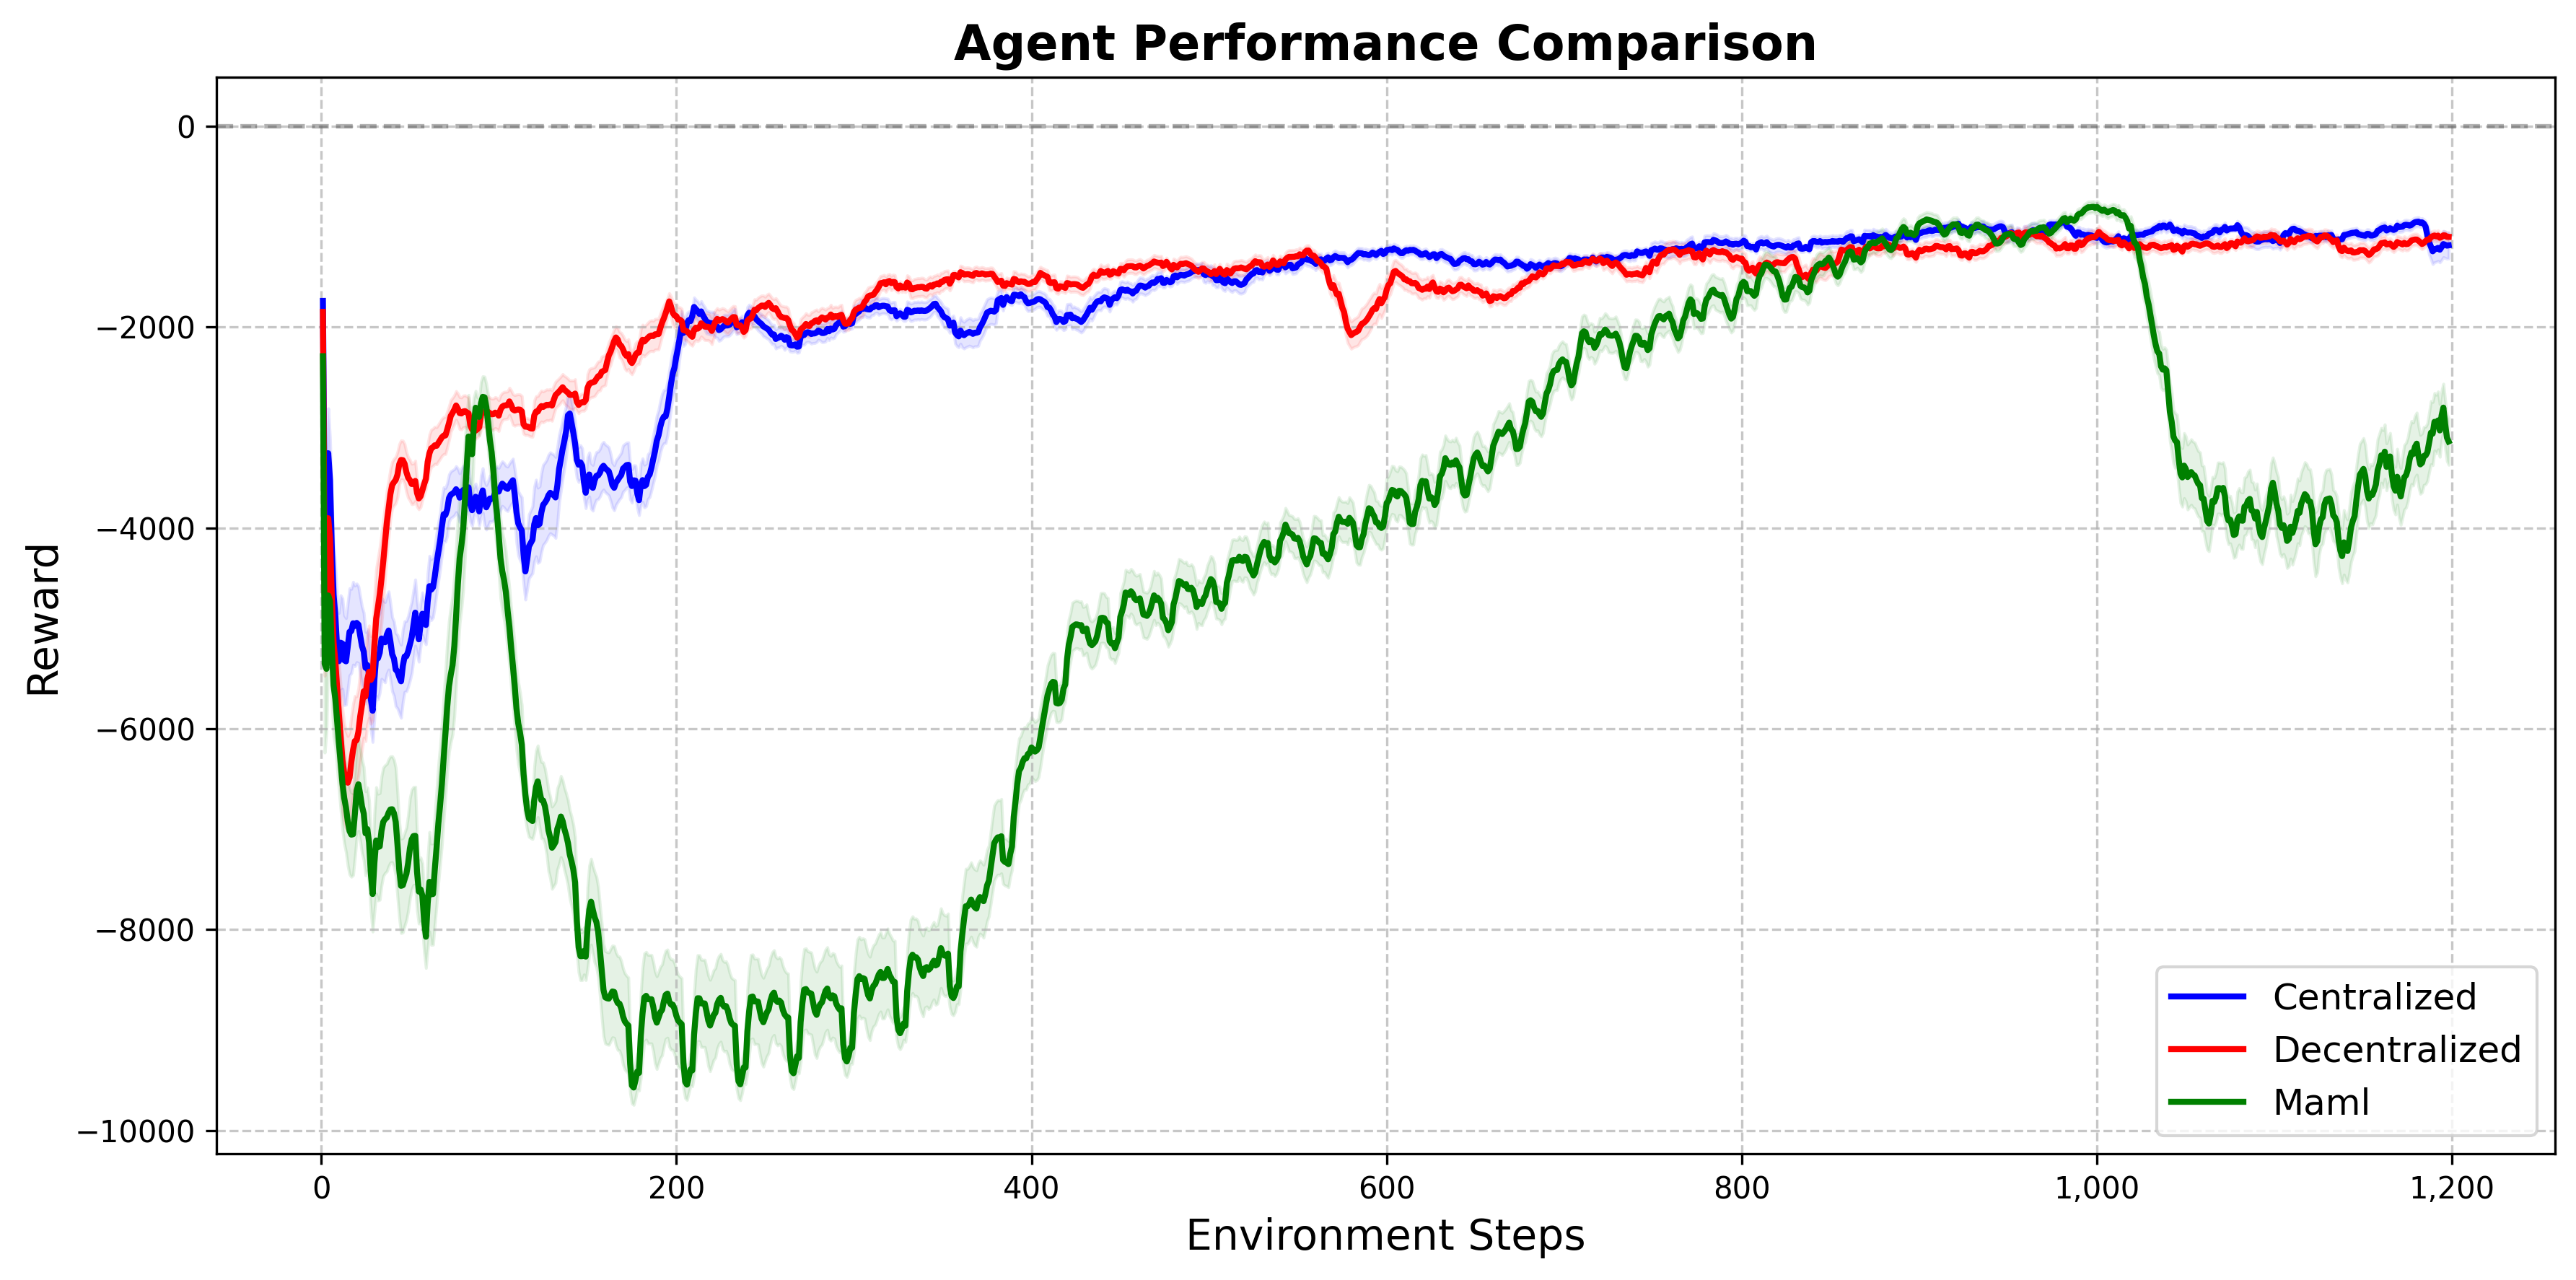 Agent Performance Comparison
0
−2000
−4000
−6000
−8000
−10000
Reward
0
200
400
600
800
1,000
1,200
Environment Steps
Centralized
Decentralized
Maml